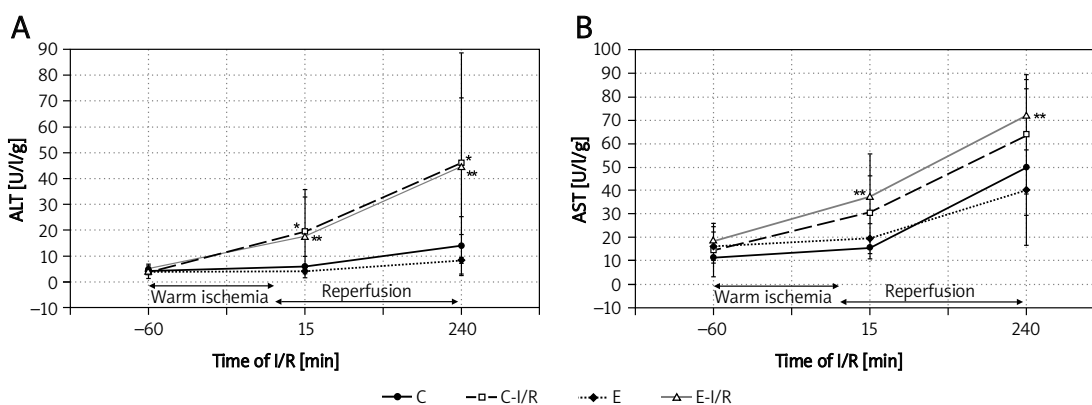 A
ALT [U/l/g]
90
80
70
60
50
40
30
20
10
0
–10
*
**
*
**
Warm ischemia
Reperfusion
–60
15
240
Time of I/R [min]
B
AST [U/l/g]
100
90
80
70
60
50
40
30
20
10
0
–10
**
**
Warm ischemia
Reperfusion
–60
15
240
Time of I/R [min]
C
C-I/R
E
E-I/R